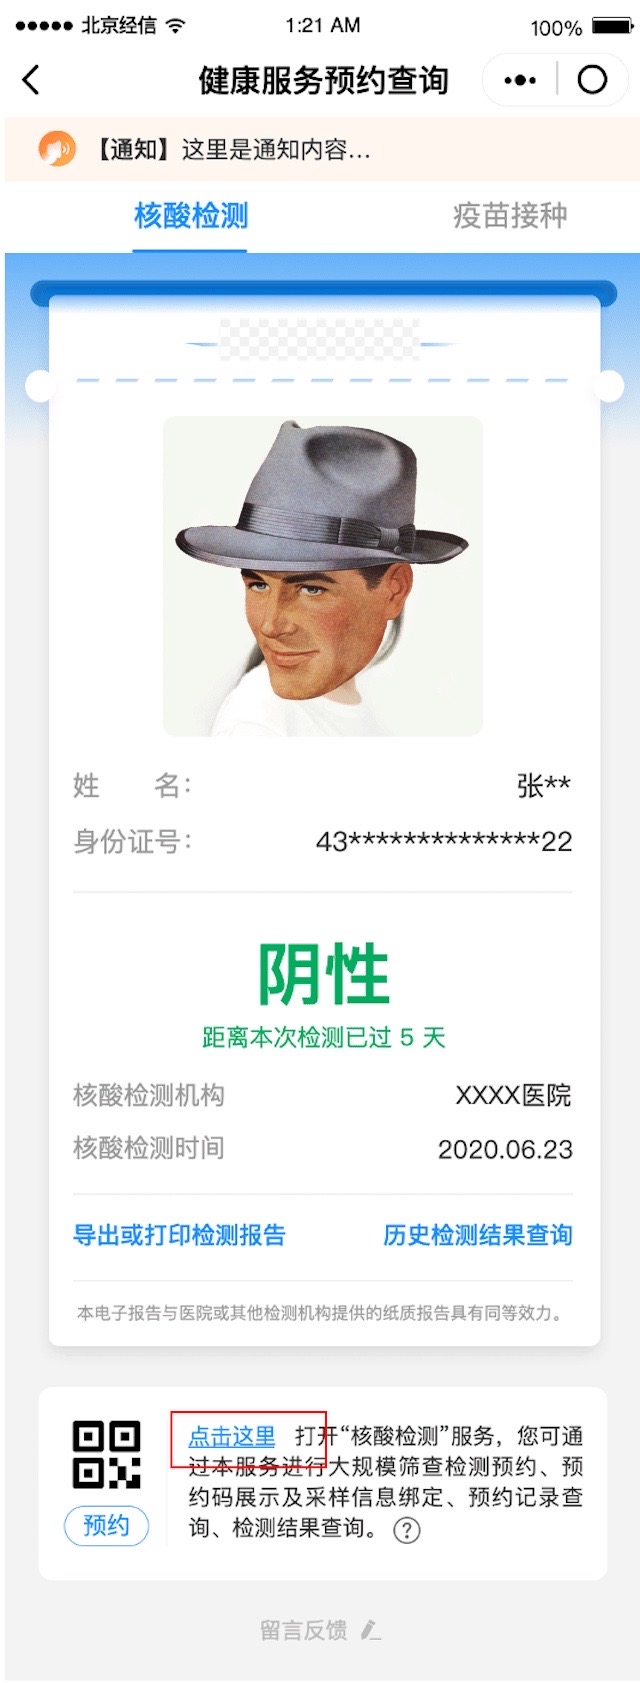 北京经信
1:21 AM
100%
健康服务预约查询
【通知】这里是通知内容...
核酸检测
疫苗接种
姓　　名：
张**
身份证号：
43**************22
阴性
距离本次检测已过 5 天
核酸检测机构
XXXX医院
核酸检测时间
2020.06.23
导出或打印检测报告
历史检测结果查询
本电子报告与医院或其他检测机构提供的纸质报告具有同等效力。
点击这里 打开“核酸检测”服务，您可通
过本服务进行大规模筛查检测预约、预
约码展示及采样信息绑定、预约记录查
询、检测结果查询。?
预约
留言反馈